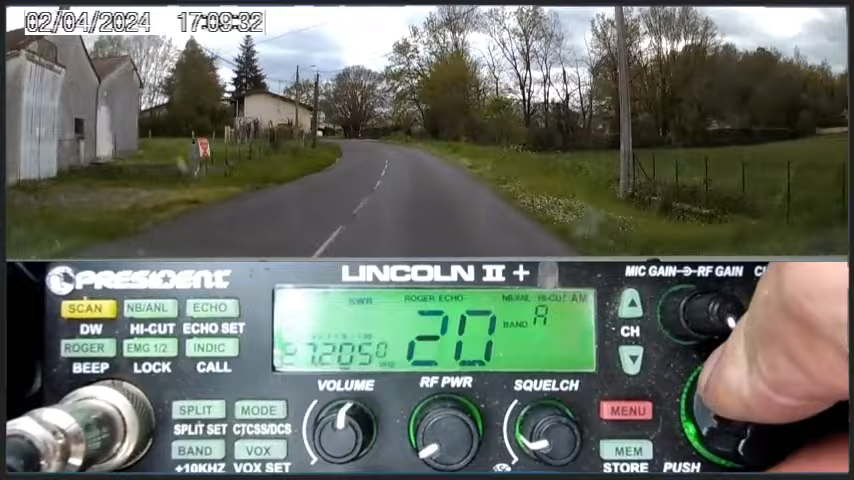 02/04/2024 17:09:32
PRESIDENT
LINCOLN II +
MIC GAIN RF GAIN
SCAN NB/ANL ECHO
DW HI-CUT ECHO SET
ROGER EMG 1/2 INDIC
BEEP LOCK CALL
SWR ROGER ECHO NB/ANL HI-CUT AM
20 BAND A
27.2050
CH
VOLUME RF PWR SQUELCH
SPLIT MODE
SPLIT SET CTCSS/DCS
BAND VOX
+10KHZ VOX SET
MENU
MEM
STORE PUSH